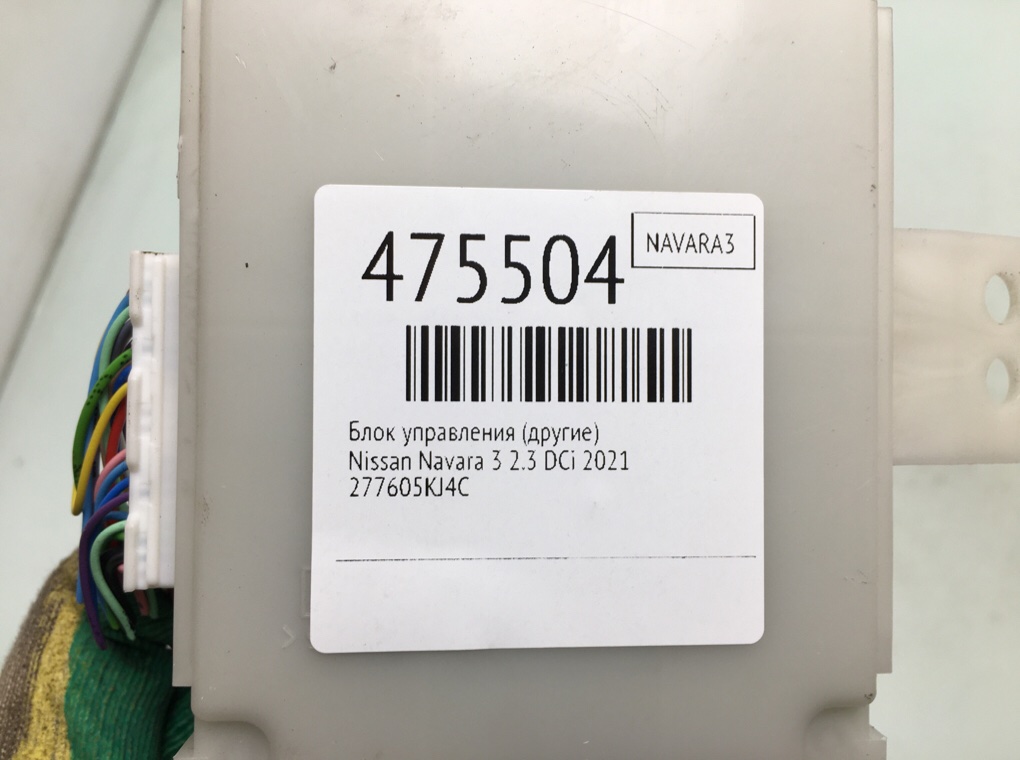 475504
NAVARA3
Блок управления (другие)
Nissan Navara 3 2.3 DCi 2021
277605KJ4C